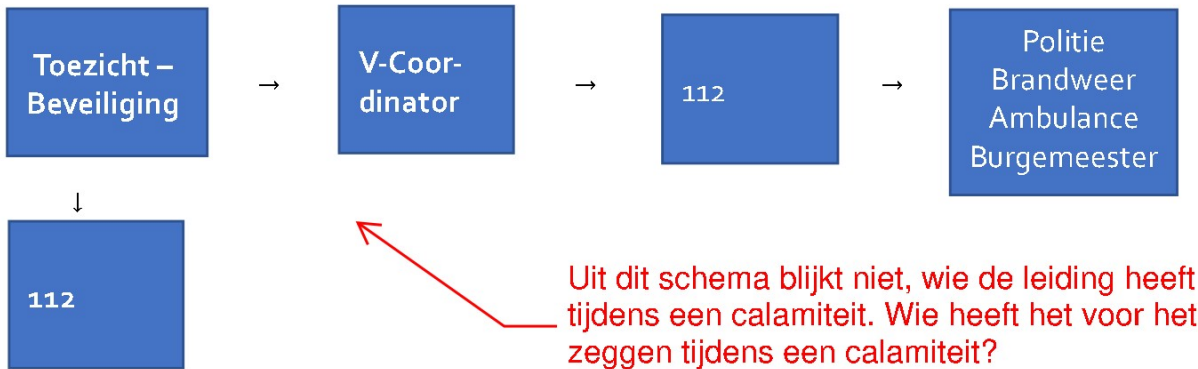 Toezicht –
Beveiliging
→
V-Coor-
dinator
→
112
→
Politie
Brandweer
Ambulance
Burgemeester
↓
112
Uit dit schema blijkt niet, wie de leiding heeft
tijdens een calamiteit. Wie heeft het voor het
zeggen tijdens een calamiteit?